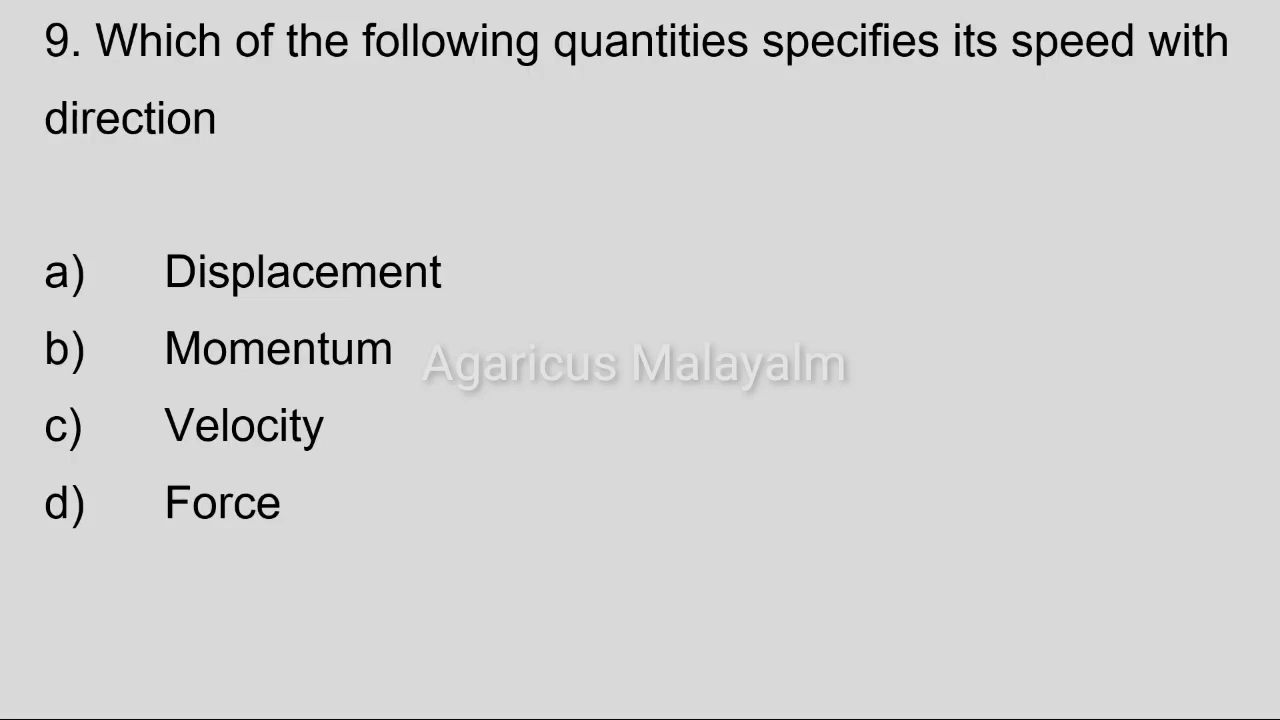 9. Which of the following quantities specifies its speed with
direction
a) Displacement
b) Momentum
Agaricus Malayalm
c) Velocity
d) Force